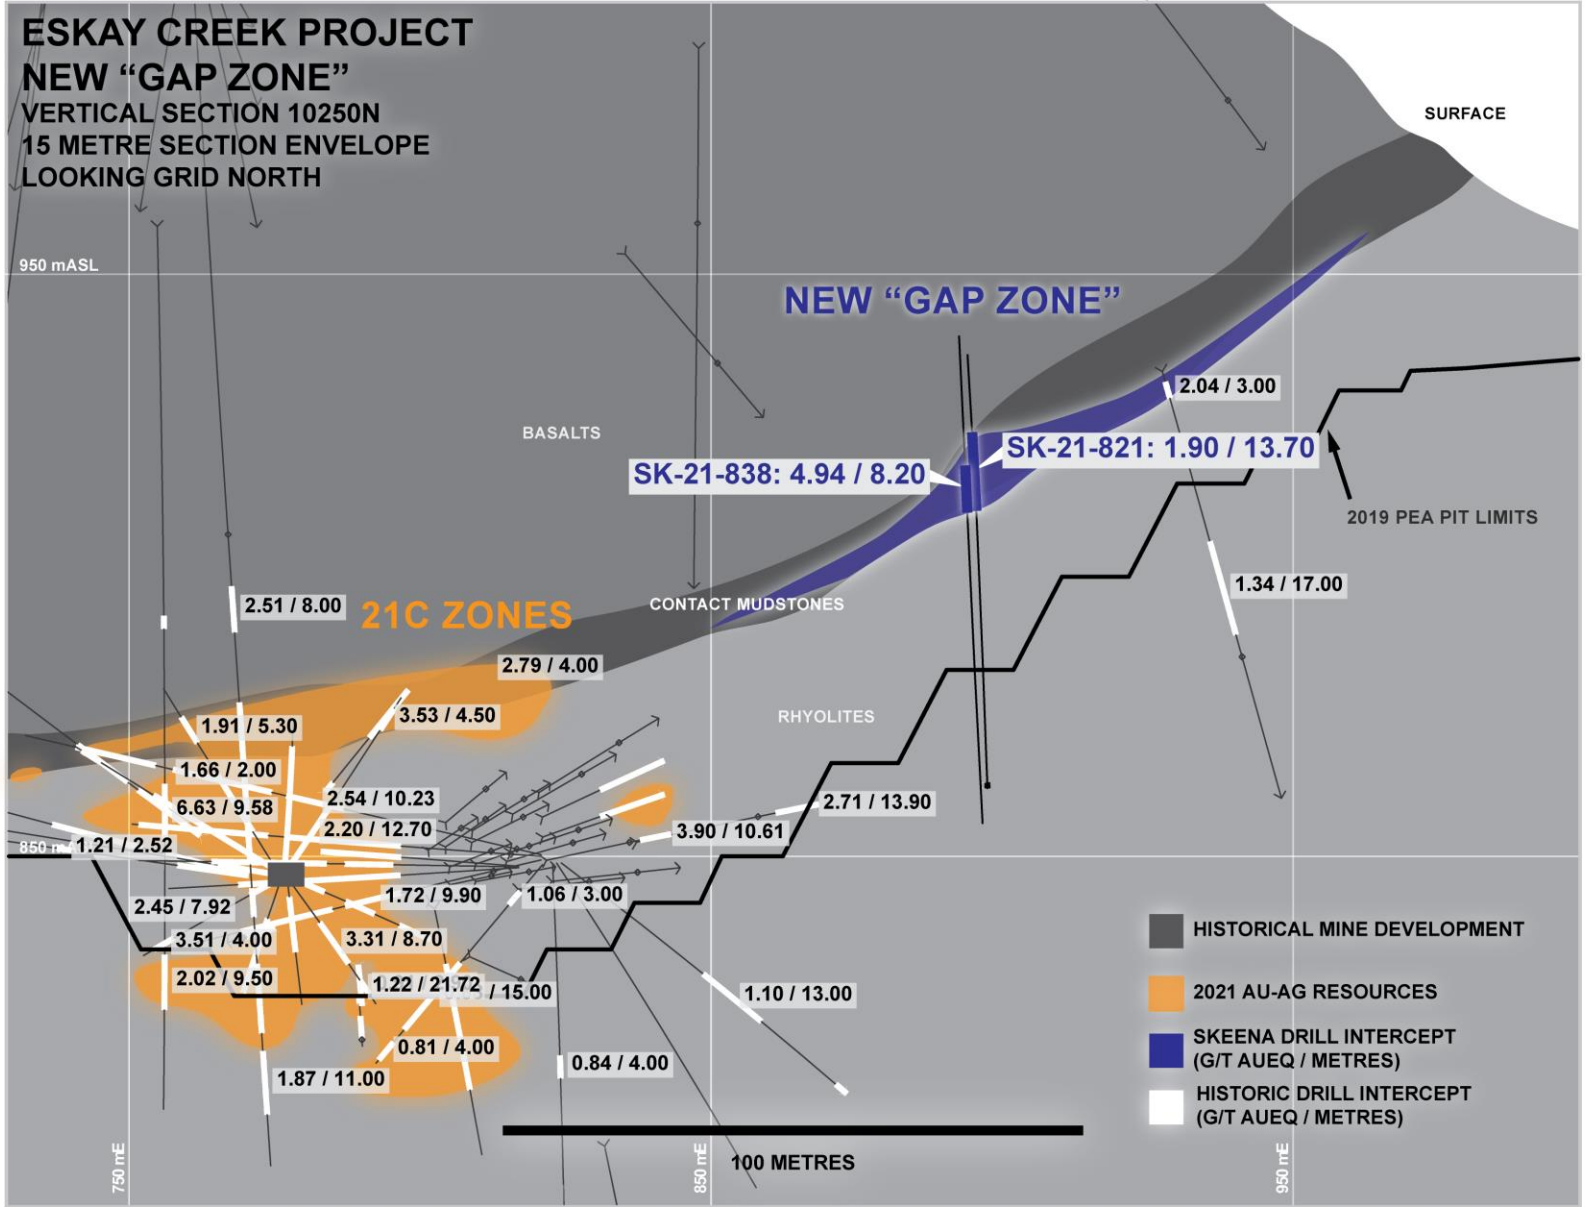 ESKAY CREEK PROJECT
NEW “GAP ZONE”
VERTICAL SECTION 10250N
15 METRE SECTION ENVELOPE
LOOKING GRID NORTH
SURFACE
950 mASL
NEW “GAP ZONE”
2.04 / 3.00
BASALTS
SK-21-821: 1.90 / 13.70
SK-21-838: 4.94 / 8.20
2019 PEA PIT LIMITS
1.34 / 17.00
2.51 / 8.00
21C ZONES
CONTACT MUDSTONES
2.79 / 4.00
3.53 / 4.50
RHYOLITES
1.91 / 5.30
1.66 / 2.00
6.63 / 9.58
2.54 / 10.23
2.71 / 13.90
2.20 / 12.70
3.90 / 10.61
850
1.21 / 2.52
1.72 / 9.90
1.06 / 3.00
2.45 / 7.92
3.51 / 4.00
3.31 / 8.70
2.02 / 9.50
1.22 / 21.72
/ 15.00
1.10 / 13.00
0.81 / 4.00
0.84 / 4.00
1.87 / 11.00
HISTORICAL MINE DEVELOPMENT
2021 AU-AG RESOURCES
SKEENA DRILL INTERCEPT
(G/T AUEQ / METRES)
HISTORIC DRILL INTERCEPT
(G/T AUEQ / METRES)
100 METRES
750 mE
850 mE
950 mE